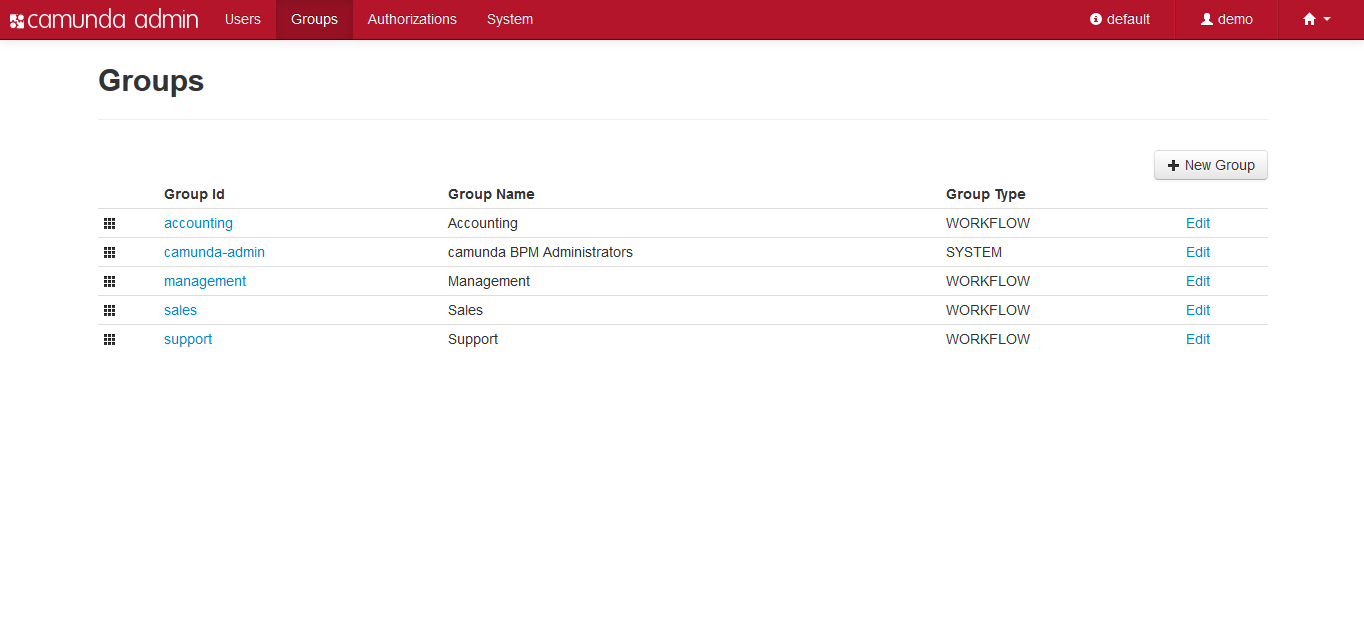 camunda admin Users Groups Authorizations System default demo
Groups
New Group
Group Id Group Name Group Type
accounting Accounting WORKFLOW Edit
camunda-admin camunda BPM Administrators SYSTEM Edit
management Management WORKFLOW Edit
sales Sales WORKFLOW Edit
support Support WORKFLOW Edit